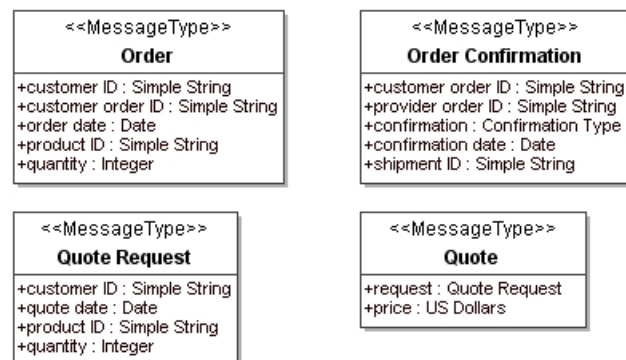 <<MessageType>>
Order
+customer ID : Simple String
+customer order ID : Simple String
+order date : Date
+product ID : Simple String
+quantity : Integer
<<MessageType>>
Order Confirmation
+customer order ID : Simple String
+provider order ID : Simple String
+confirmation : Confirmation Type
+confirmation date : Date
+shipment ID : Simple String
<<MessageType>>
Quote Request
+customer ID : Simple String
+quote date : Date
+product ID : Simple String
+quantity : Integer
<<MessageType>>
Quote
+request : Quote Request
+price : US Dollars